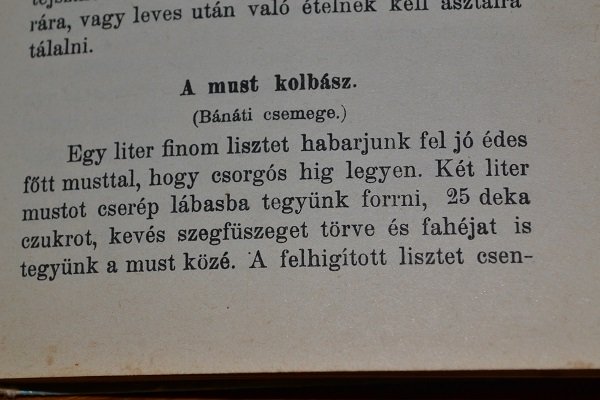 rára, vagy leves után való ételnek kell asztalra
tálalni.
A must kolbász.
(Bánáti csemege.)
Egy liter finom lisztet habarjunk fel jó édes
főtt musttal, hogy csorgós hig legyen. Két liter
mustot cserép lábasba tegyünk forrni, 25 deka
czukrot, kevés szegfüszeget törve és fahéjat is
tegyünk a must közé. A felhigított lisztet csen-